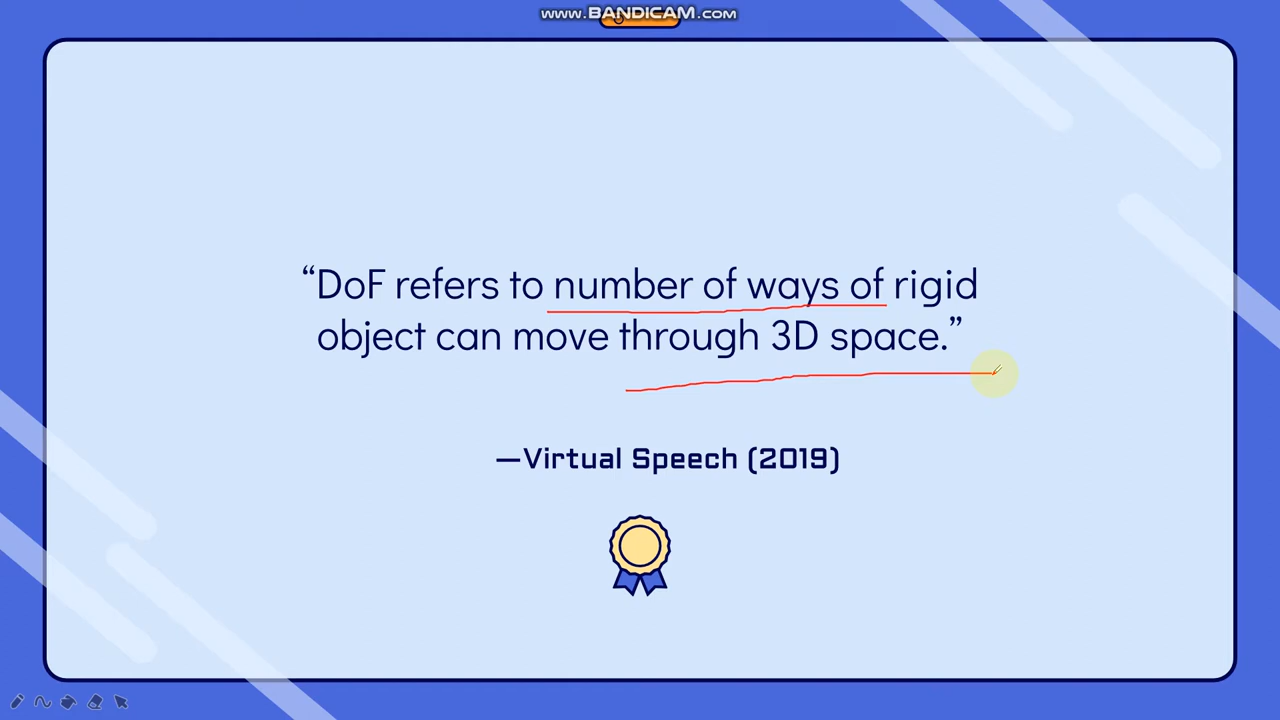 www.BANDICAM.com
“DoF refers to number of ways of rigid
object can move through 3D space.”
—Virtual Speech (2019)